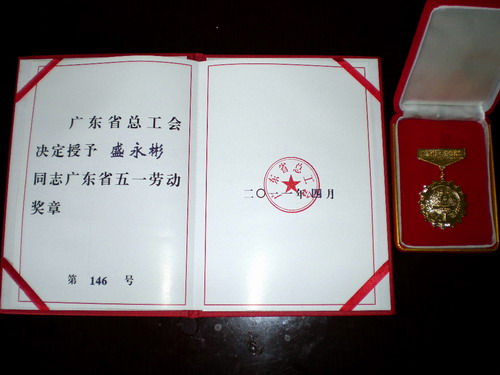 广东省总工会
决定授予 盛永彬
同志广东省五一劳动
奖章
第 146 号
广东省总工会
二〇一一年四月